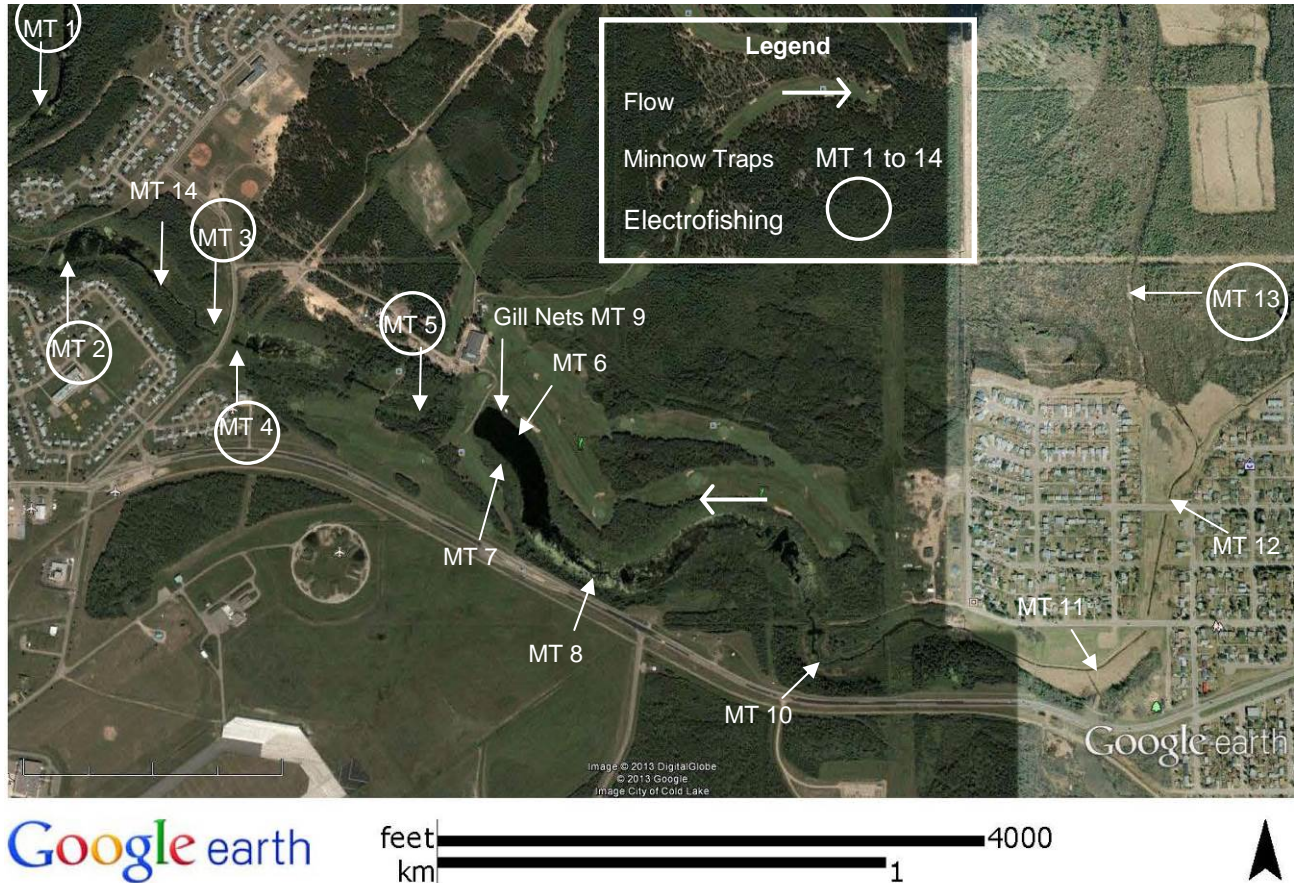 MT 1
Legend
Flow
Minnow Traps MT 1 to 14
Electrofishing
MT 14
MT 3
MT 13
MT 2
MT 5
Gill Nets MT 9
MT 6
MT 4
MT 7
MT 12
MT 11
MT 8
MT 10
Google earth
Image © 2013 DigitalGlobe
© 2013 Google
Image City of Cold Lake
Google earth
feet 4000
km 1